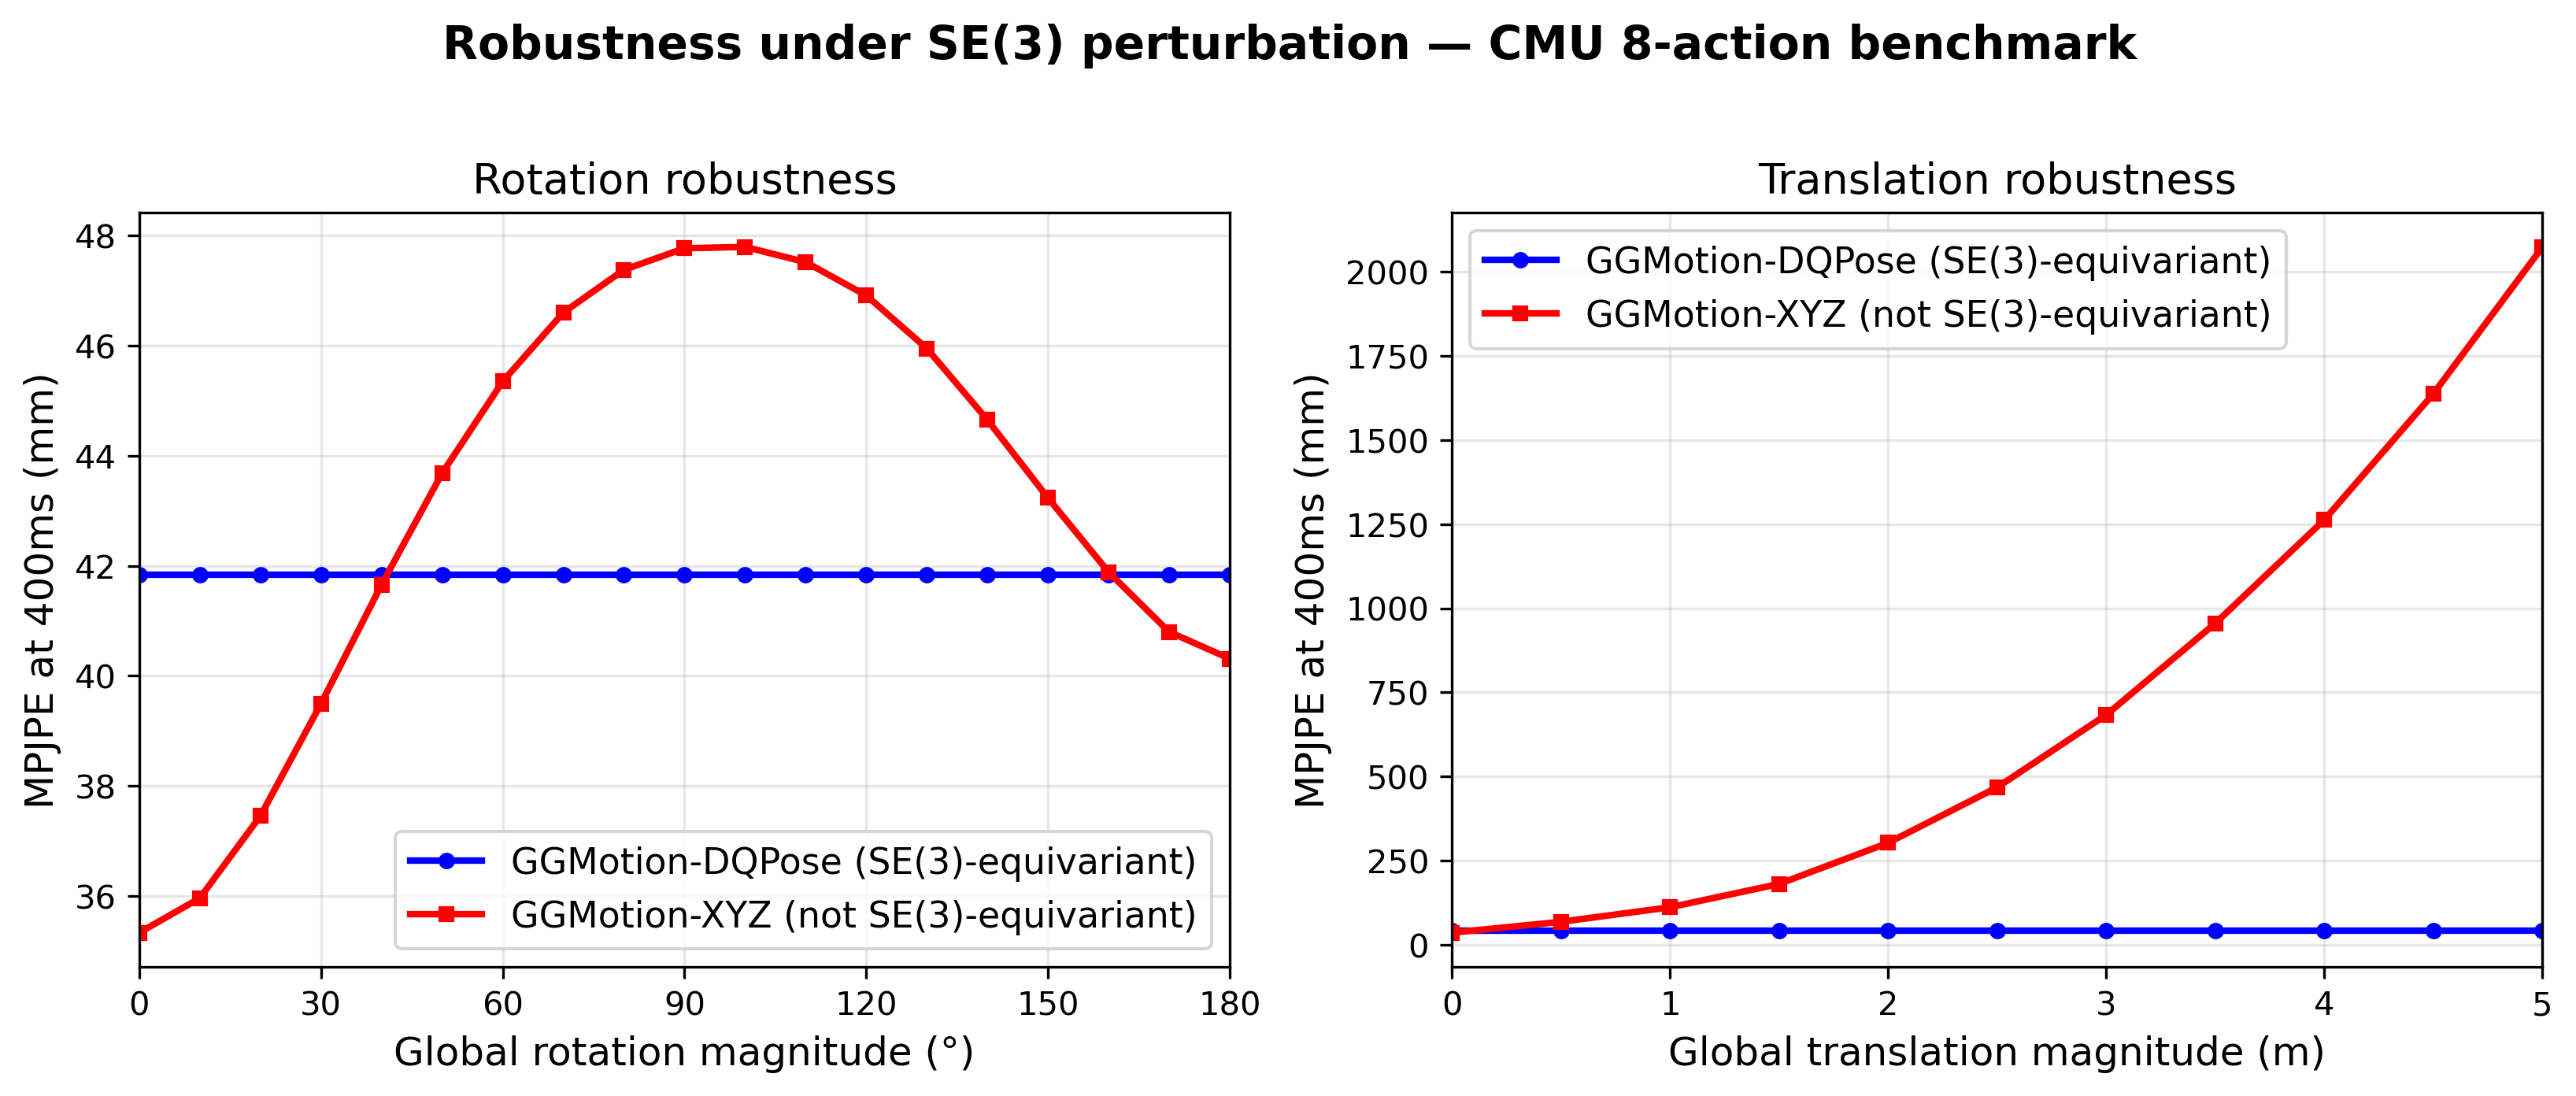 Robustness under SE(3) perturbation — CMU 8-action benchmark
Rotation robustness
MPJPE at 400ms (mm)
48
46
44
42
40
38
36
GGMotion-DQPose (SE(3)-equivariant)
GGMotion-XYZ (not SE(3)-equivariant)
0 30 60 90 120 150 180
Global rotation magnitude (°)
Translation robustness
MPJPE at 400ms (mm)
2000
1750
1500
1250
1000
750
500
250
0
GGMotion-DQPose (SE(3)-equivariant)
GGMotion-XYZ (not SE(3)-equivariant)
0 1 2 3 4 5
Global translation magnitude (m)